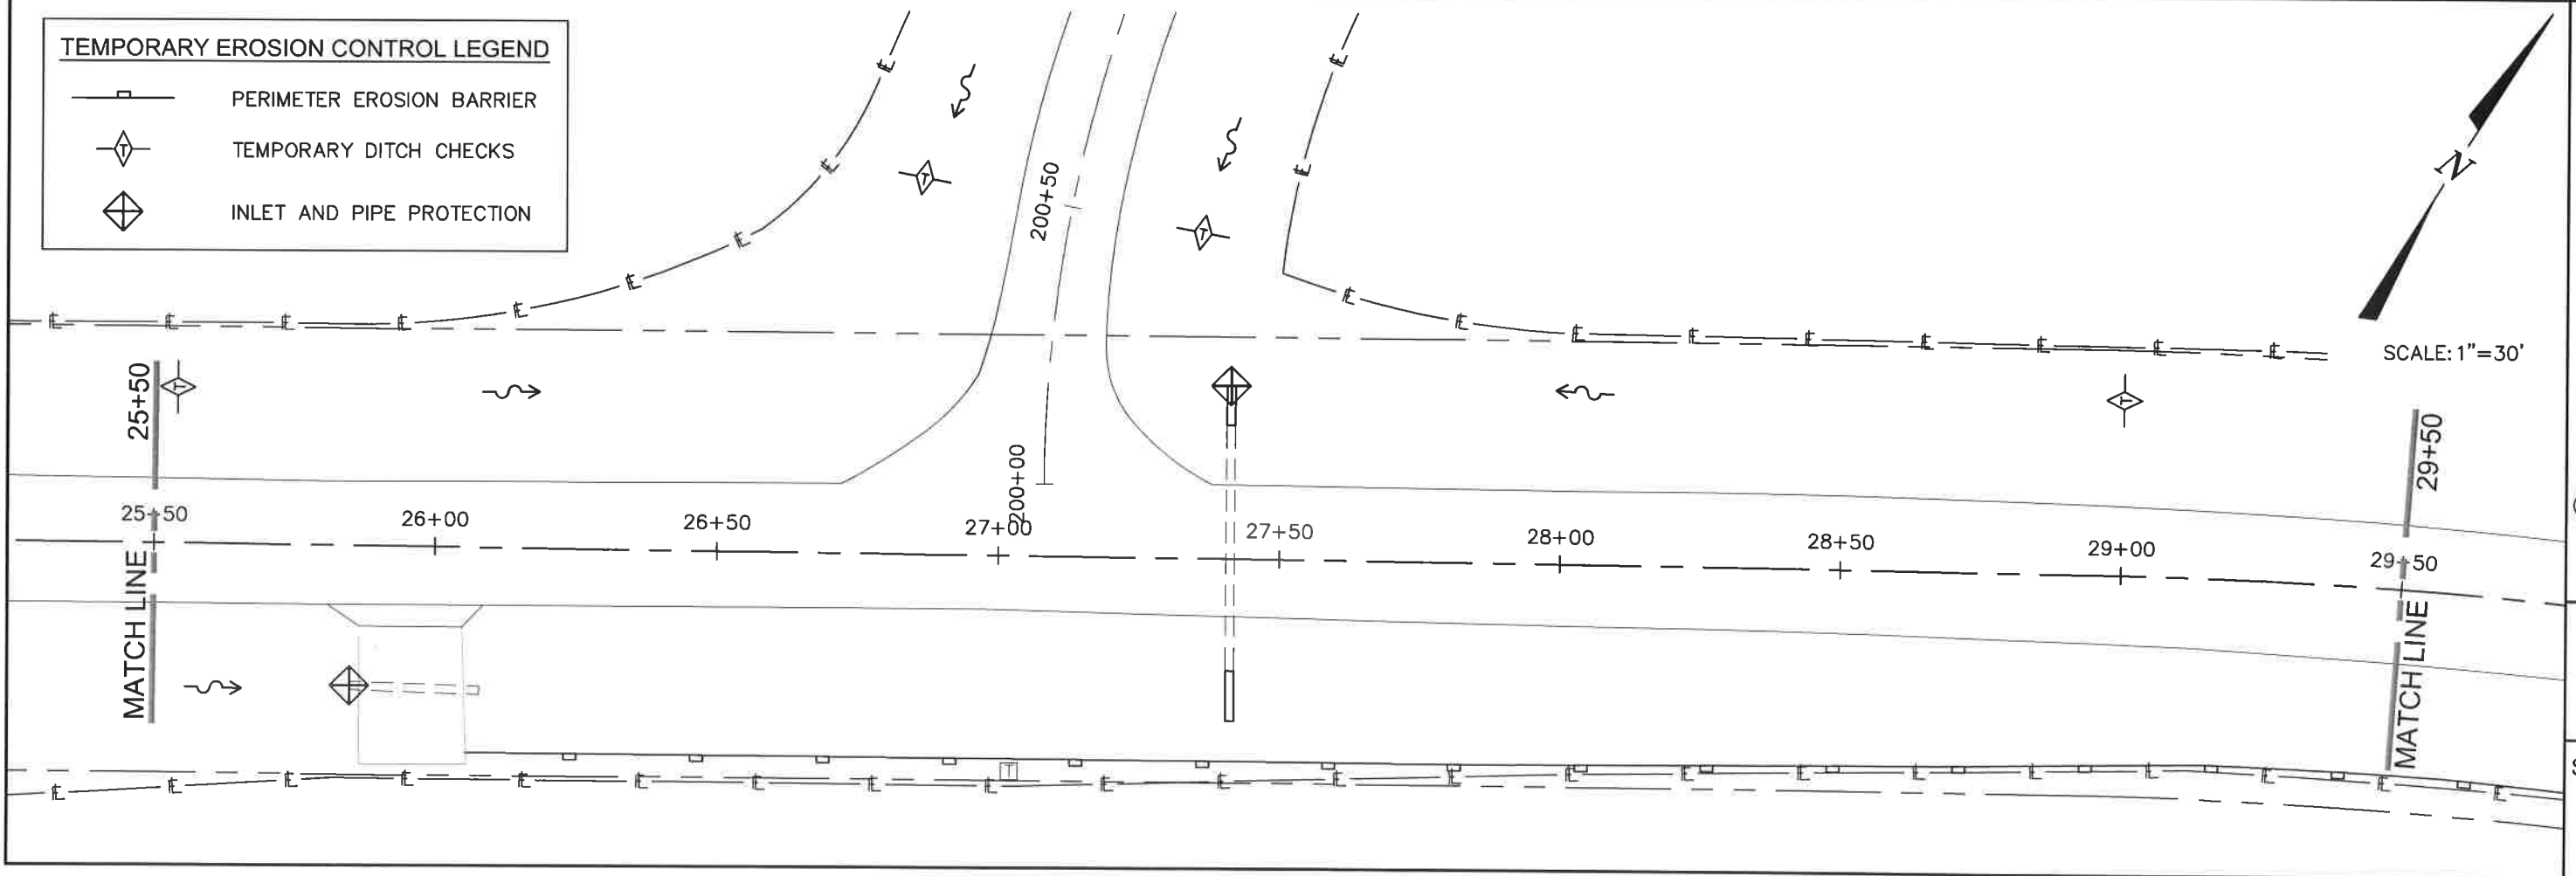 TEMPORARY EROSION CONTROL LEGEND
PERIMETER EROSION BARRIER
T
TEMPORARY DITCH CHECKS
INLET AND PIPE PROTECTION
T
T
200+50
N
SCALE: 1"=30'
T
T
25+50
29+50
200+00
25+50
26+00
26+50
27+00
27+50
28+00
28+50
29+00
29+50
MATCH LINE
MATCH LINE
T